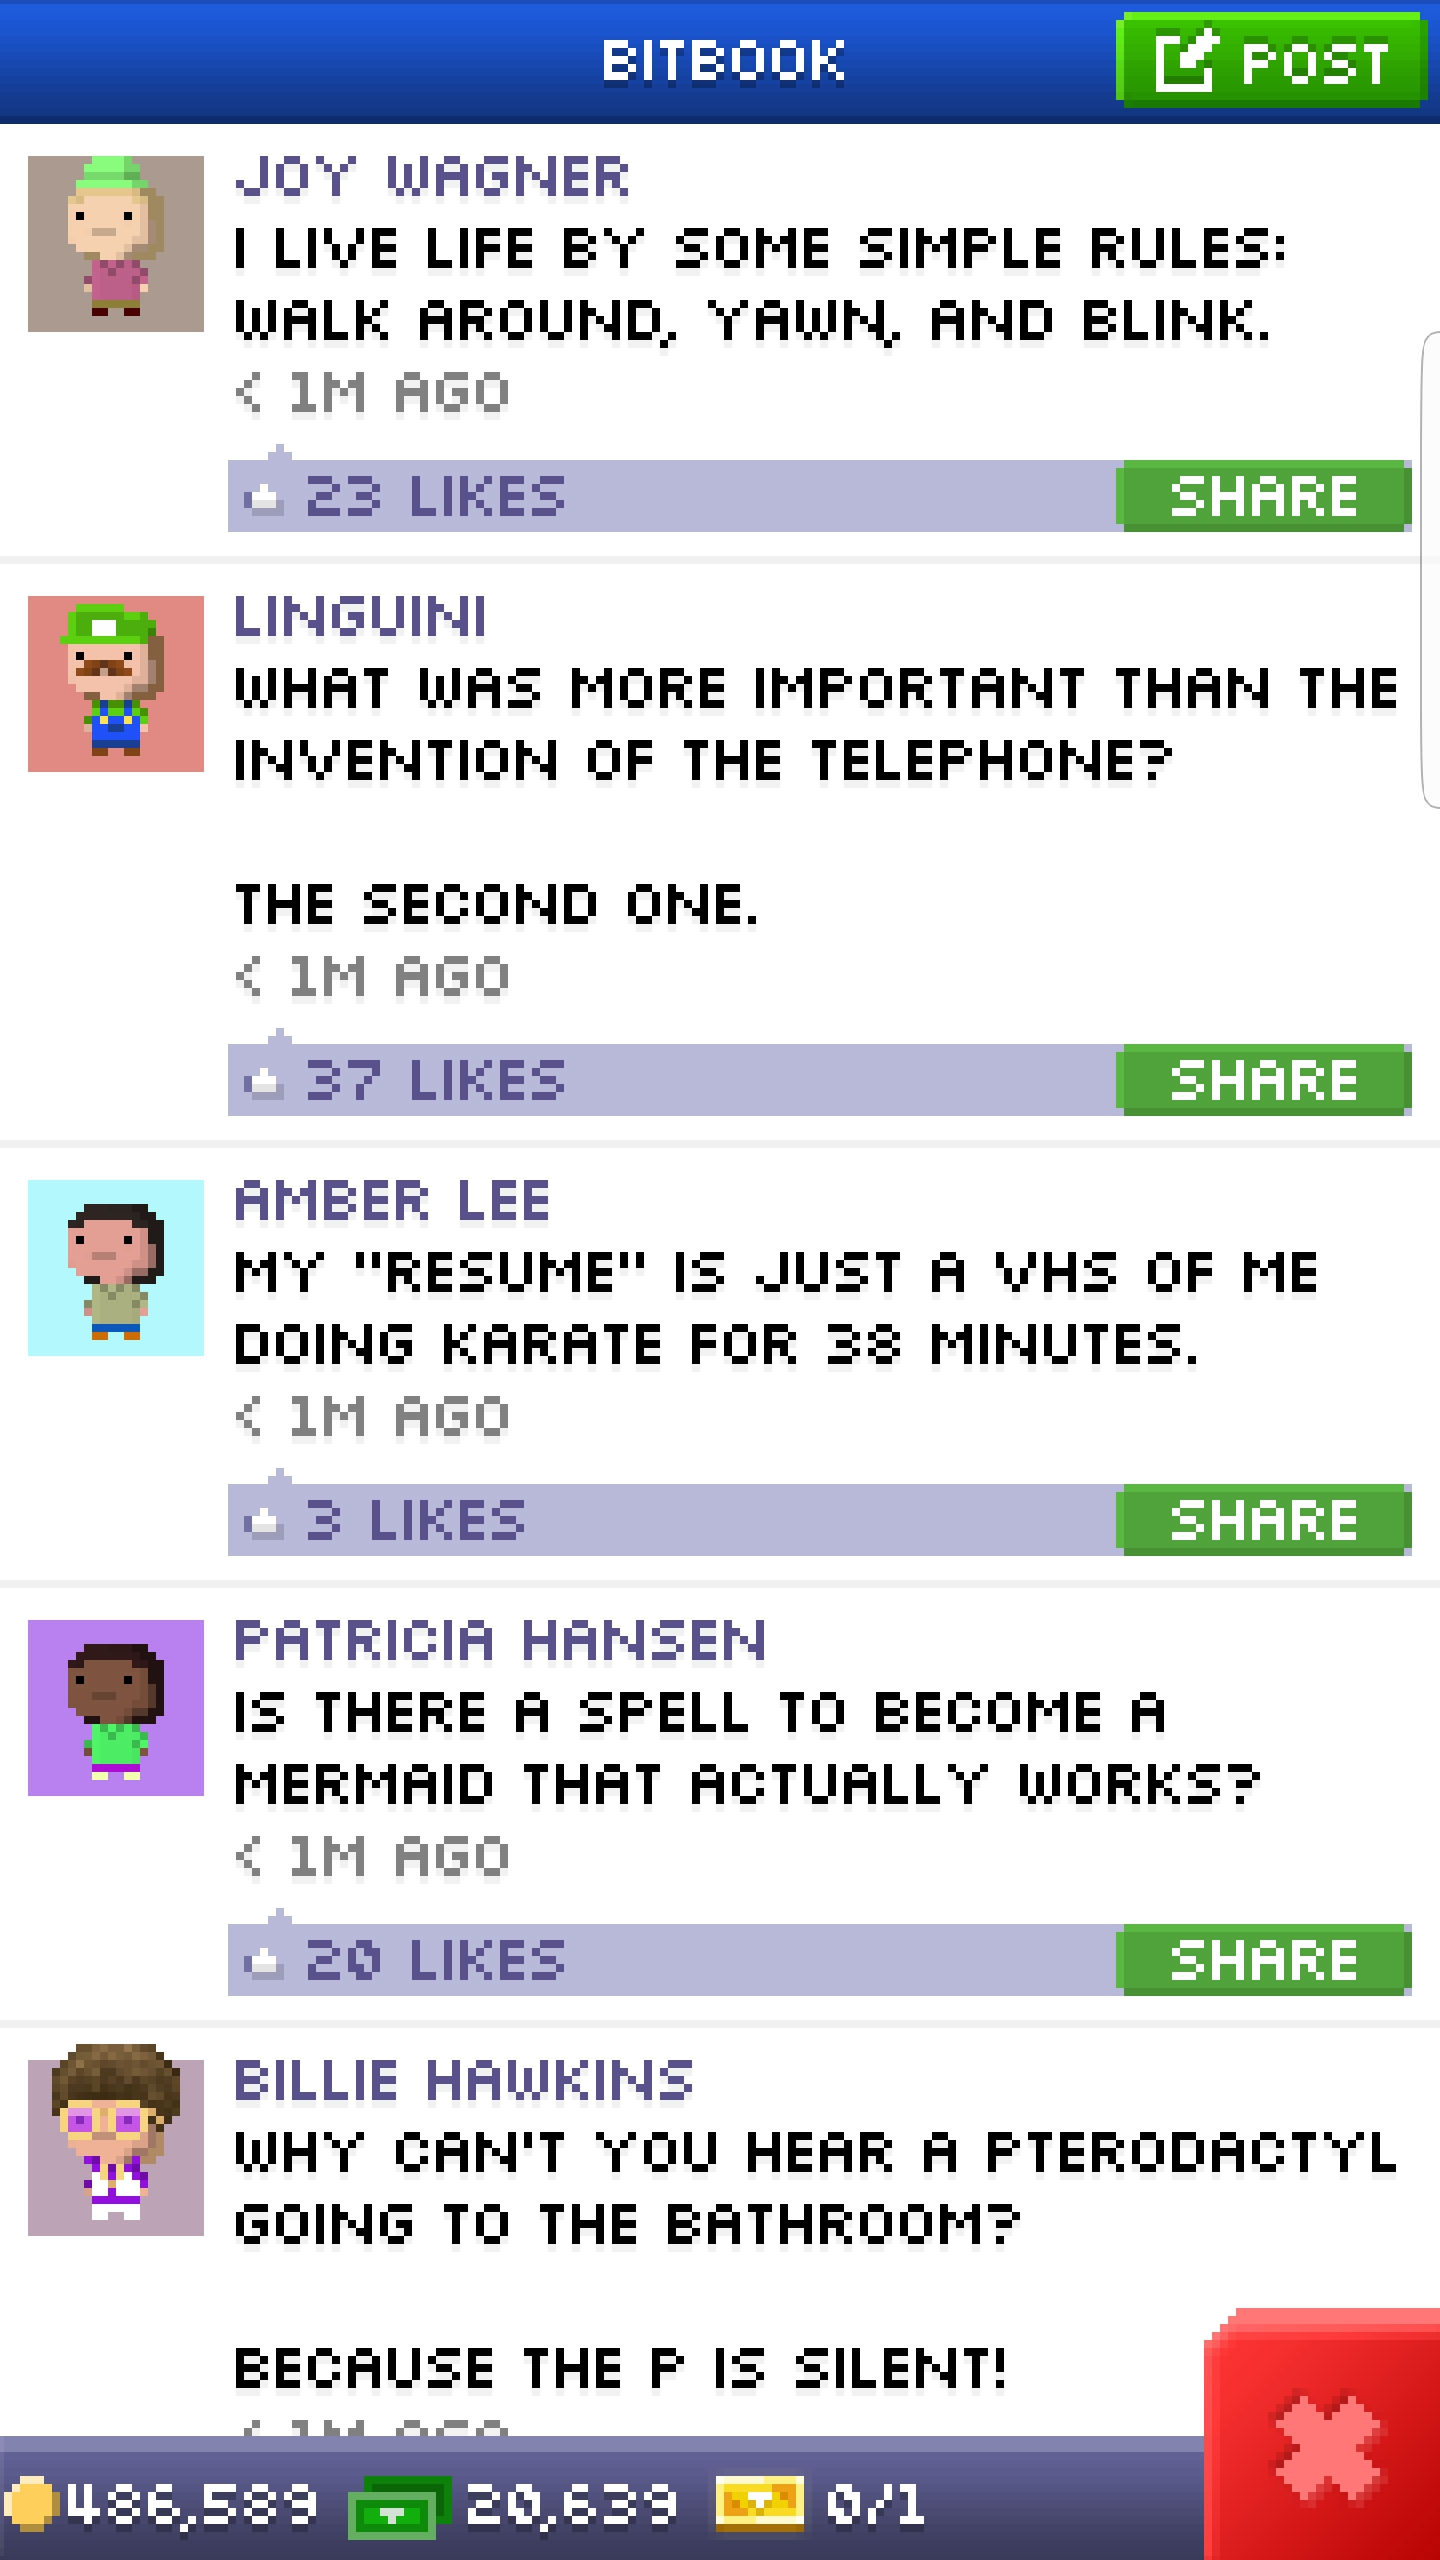 BITBOOK
POST
JOY WAGNER
I LIVE LIFE BY SOME SIMPLE RULES:
WALK AROUND, YAWN, AND BLINK.
< 1M AGO
23 LIKES
SHARE
LINGUINI
WHAT WAS MORE IMPORTANT THAN THE
INVENTION OF THE TELEPHONE?
THE SECOND ONE.
< 1M AGO
37 LIKES
SHARE
AMBER LEE
MY "RESUME" IS JUST A VHS OF ME
DOING KARATE FOR 38 MINUTES.
< 1M AGO
3 LIKES
SHARE
PATRICIA HANSEN
IS THERE A SPELL TO BECOME A
MERMAID THAT ACTUALLY WORKS?
< 1M AGO
20 LIKES
SHARE
BILLIE HAWKINS
WHY CAN'T YOU HEAR A PTERODACTYL
GOING TO THE BATHROOM?
BECAUSE THE P IS SILENT!
< 1M AGO
486,589
20,639
0/1